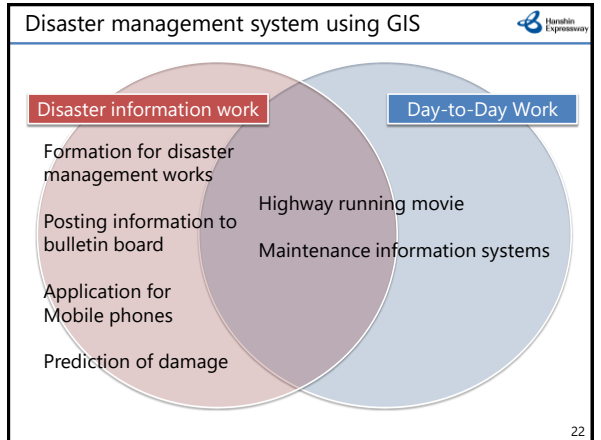 Disaster management system using GIS
Hanshin
Expressway
Disaster information work
Day-to-Day Work
Formation for disaster
management works
Posting information to
bulletin board
Application for
Mobile phones
Prediction of damage
Highway running movie
Maintenance information systems
22